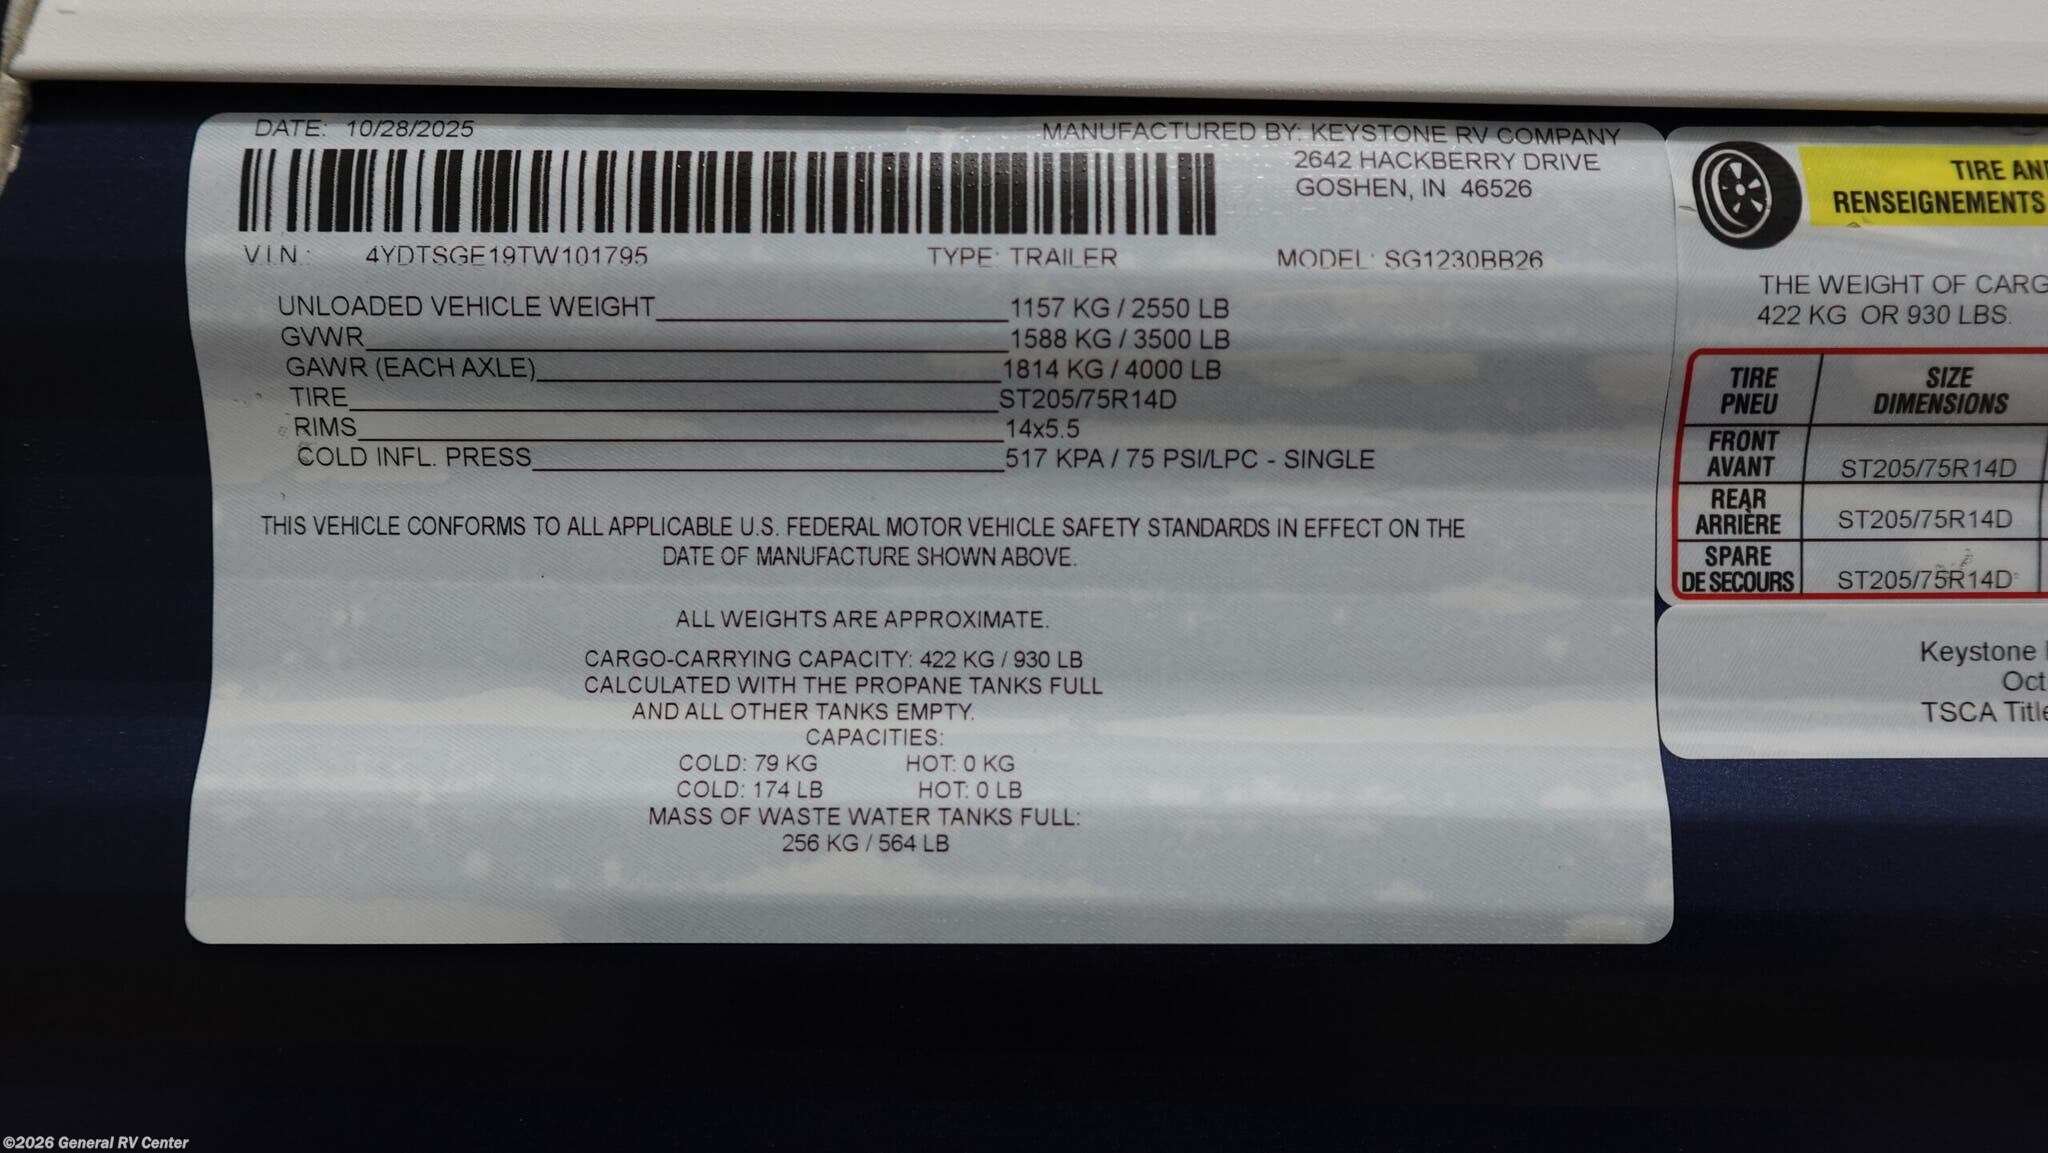 DATE: 10/28/2025
MANUFACTURED BY: KEYSTONE RV COMPANY
2642 HACKBERRY DRIVE
GOSHEN, IN 46526
V.I.N.: 4YDTSGE19TW101795 TYPE: TRAILER MODEL: SG1230BB26
UNLOADED VEHICLE WEIGHT 1157 KG / 2550 LB
GVWR 1588 KG / 3500 LB
GAWR (EACH AXLE) 1814 KG / 4000 LB
TIRE ST205/75R14D
RIMS 14x5.5
COLD INFL. PRESS 517 KPA / 75 PSI/LPC - SINGLE
THIS VEHICLE CONFORMS TO ALL APPLICABLE U.S. FEDERAL MOTOR VEHICLE SAFETY STANDARDS IN EFFECT ON THE
DATE OF MANUFACTURE SHOWN ABOVE.
ALL WEIGHTS ARE APPROXIMATE.
CARGO-CARRYING CAPACITY: 422 KG / 930 LB
CALCULATED WITH THE PROPANE TANKS FULL
AND ALL OTHER TANKS EMPTY.
CAPACITIES:
COLD: 79 KG HOT: 0 KG
COLD: 174 LB HOT: 0 LB
MASS OF WASTE WATER TANKS FULL:
256 KG / 564 LB
TIRE AN
RENSEIGNEMENTS
THE WEIGHT OF CARG
422 KG OR 930 LBS.
TIRE SIZE
PNEU DIMENSIONS
FRONT
AVANT ST205/75R14D
REAR
ARRIÈRE ST205/75R14D
SPARE
DE SECOURS ST205/75R14D
Keystone
Oct
TSCA Title
©2026 General RV Center